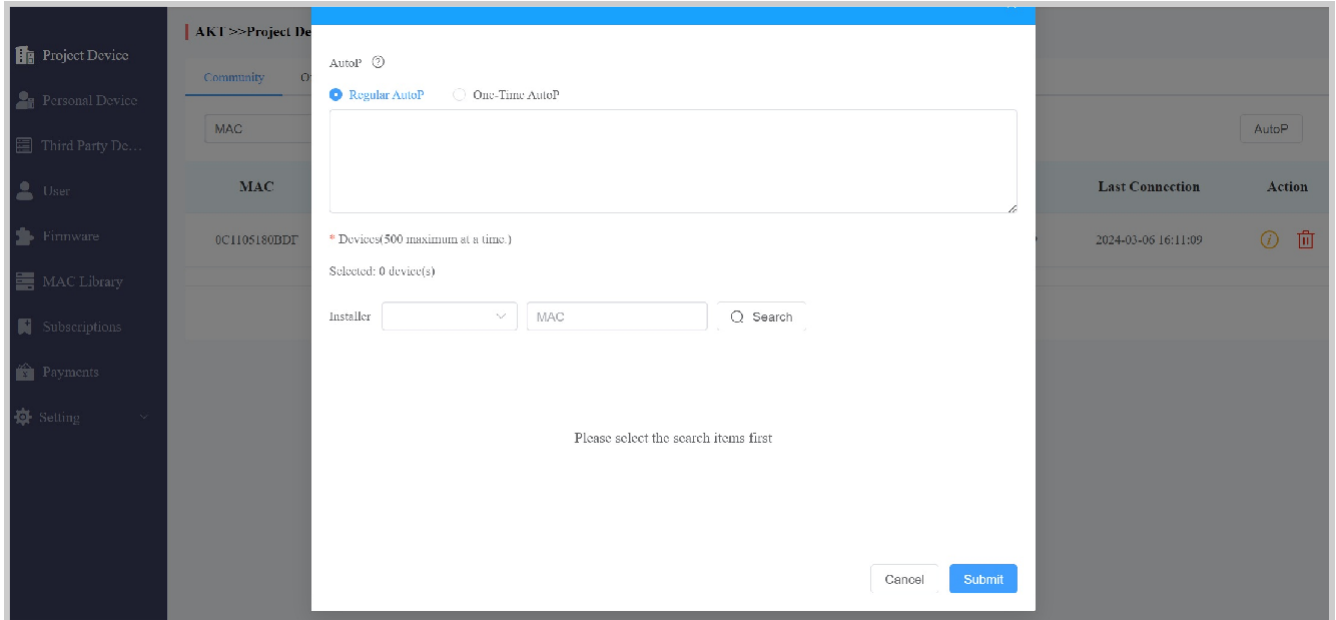 AKT>>Project De
Project Device
Personal Device
Third Party De...
User
Firmware
MAC Library
Subscriptions
Payments
Setting
Community
MAC
AutoP
MAC
Last Connection
Action
0C1105180BDF
2024-03-06 16:11:09
AutoP
Regular AutoP
One-Time AutoP
* Devices(500 maximum at a time.)
Selected: 0 device(s)
Installer
MAC
Search
Please select the search items first
Cancel
Submit